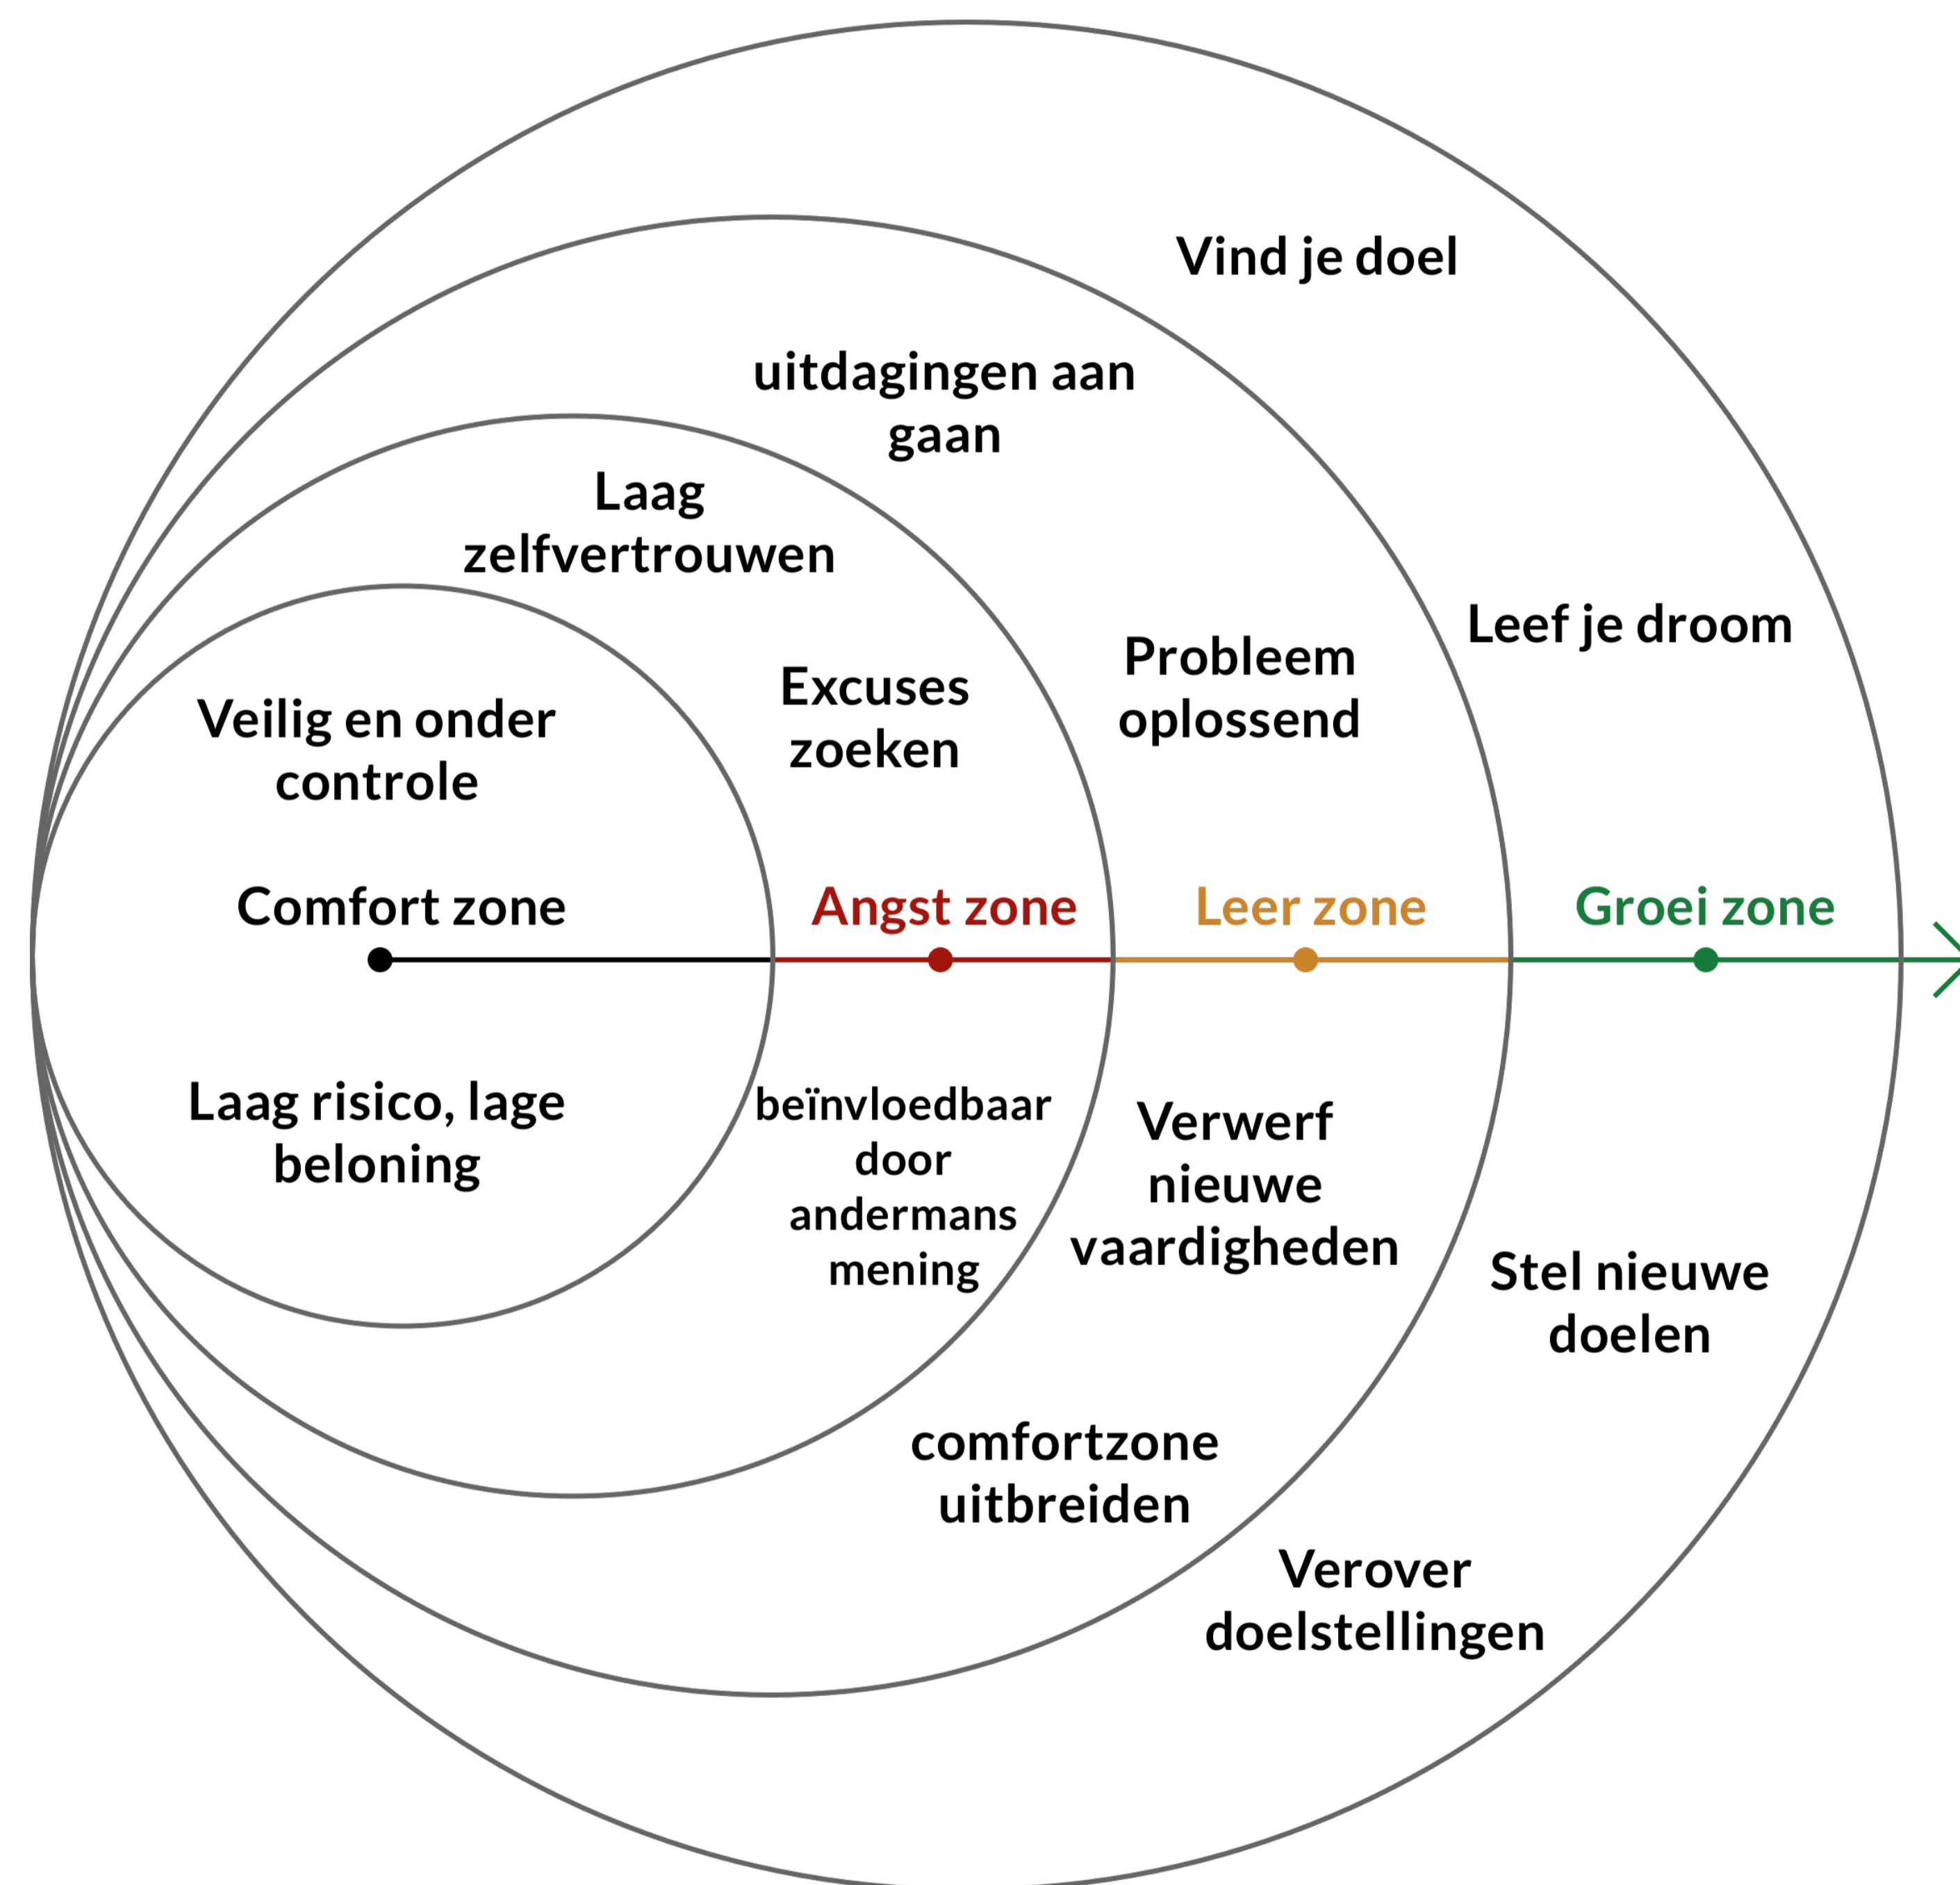 Vind je doel
uitdagingen aan
gaan
Laag
zelfvertrouwen
Leef je droom
Probleem
oplossend
Excuses
zoeken
Veilig en onder
controle
Comfort zone
Angst zone
Leer zone
Groei zone
Laag risico, lage
beloning
beïnvloedbaar
door
andermans
mening
Verwerf
nieuwe
vaardigheden
Stel nieuwe
doelen
comfortzone
uitbreiden
Verover
doelstellingen